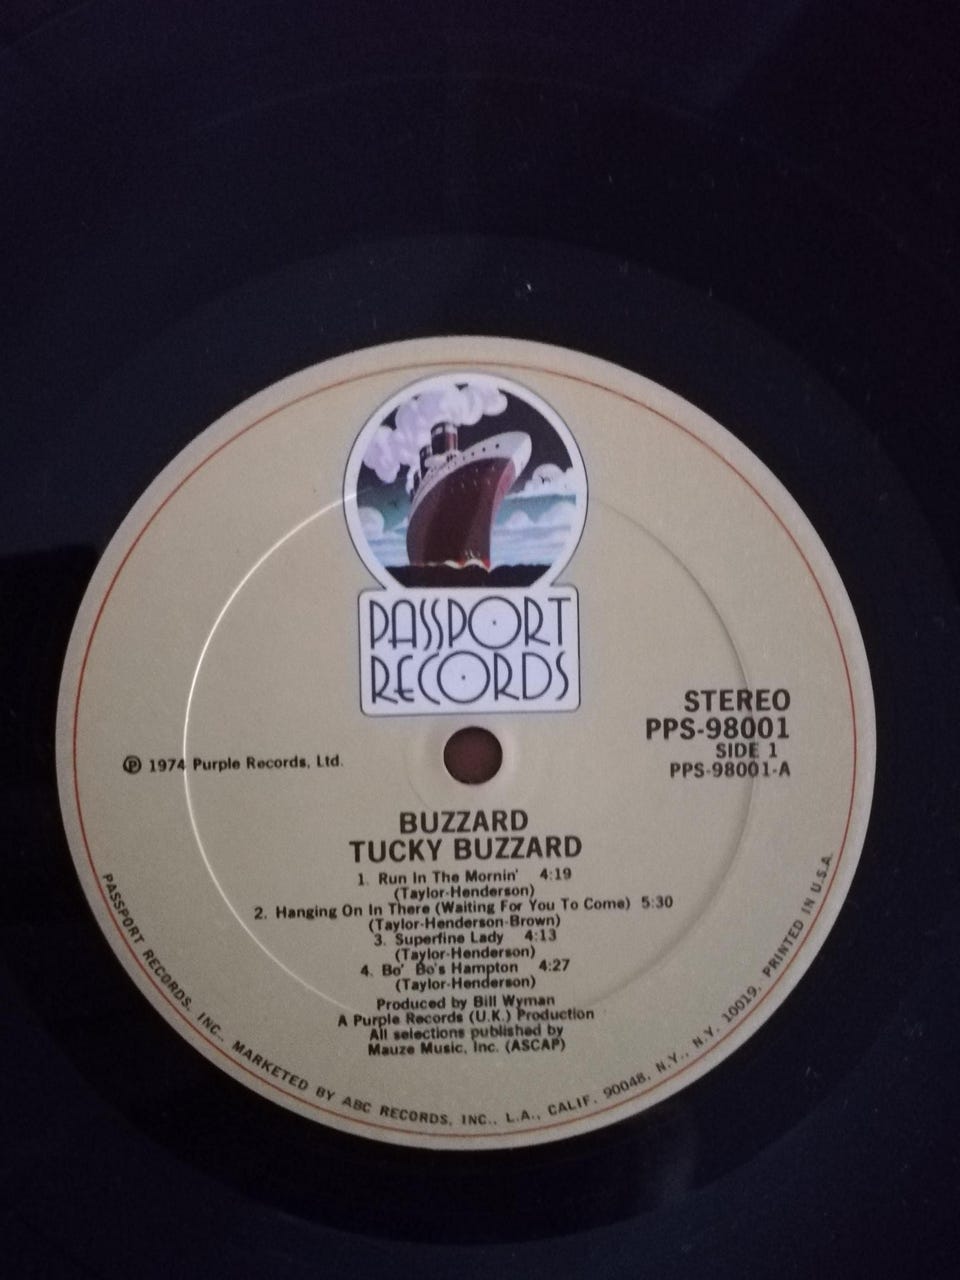 PASSPORT
RECORDS
STEREO
PPS-98001
SIDE 1
PPS-98001-A
℗ 1974 Purple Records, Ltd.
BUZZARD
TUCKY BUZZARD
1. Run In The Mornin' 4:19
(Taylor-Henderson)
2. Hanging On In There (Waiting For You To Come) 5:30
(Taylor-Henderson-Brown)
3. Superfine Lady 4:13
(Taylor-Henderson)
4. Bo' Bo's Hampton 4:27
(Taylor-Henderson)
Produced by Bill Wyman
A Purple Records (U.K.) Production
All selections published by
Mauze Music, Inc. (ASCAP)
PASSPORT RECORDS, INC., MARKETED BY ABC RECORDS, INC., L.A., CALIF. 90048, N.Y., N.Y. 10019. PRINTED IN U.S.A.